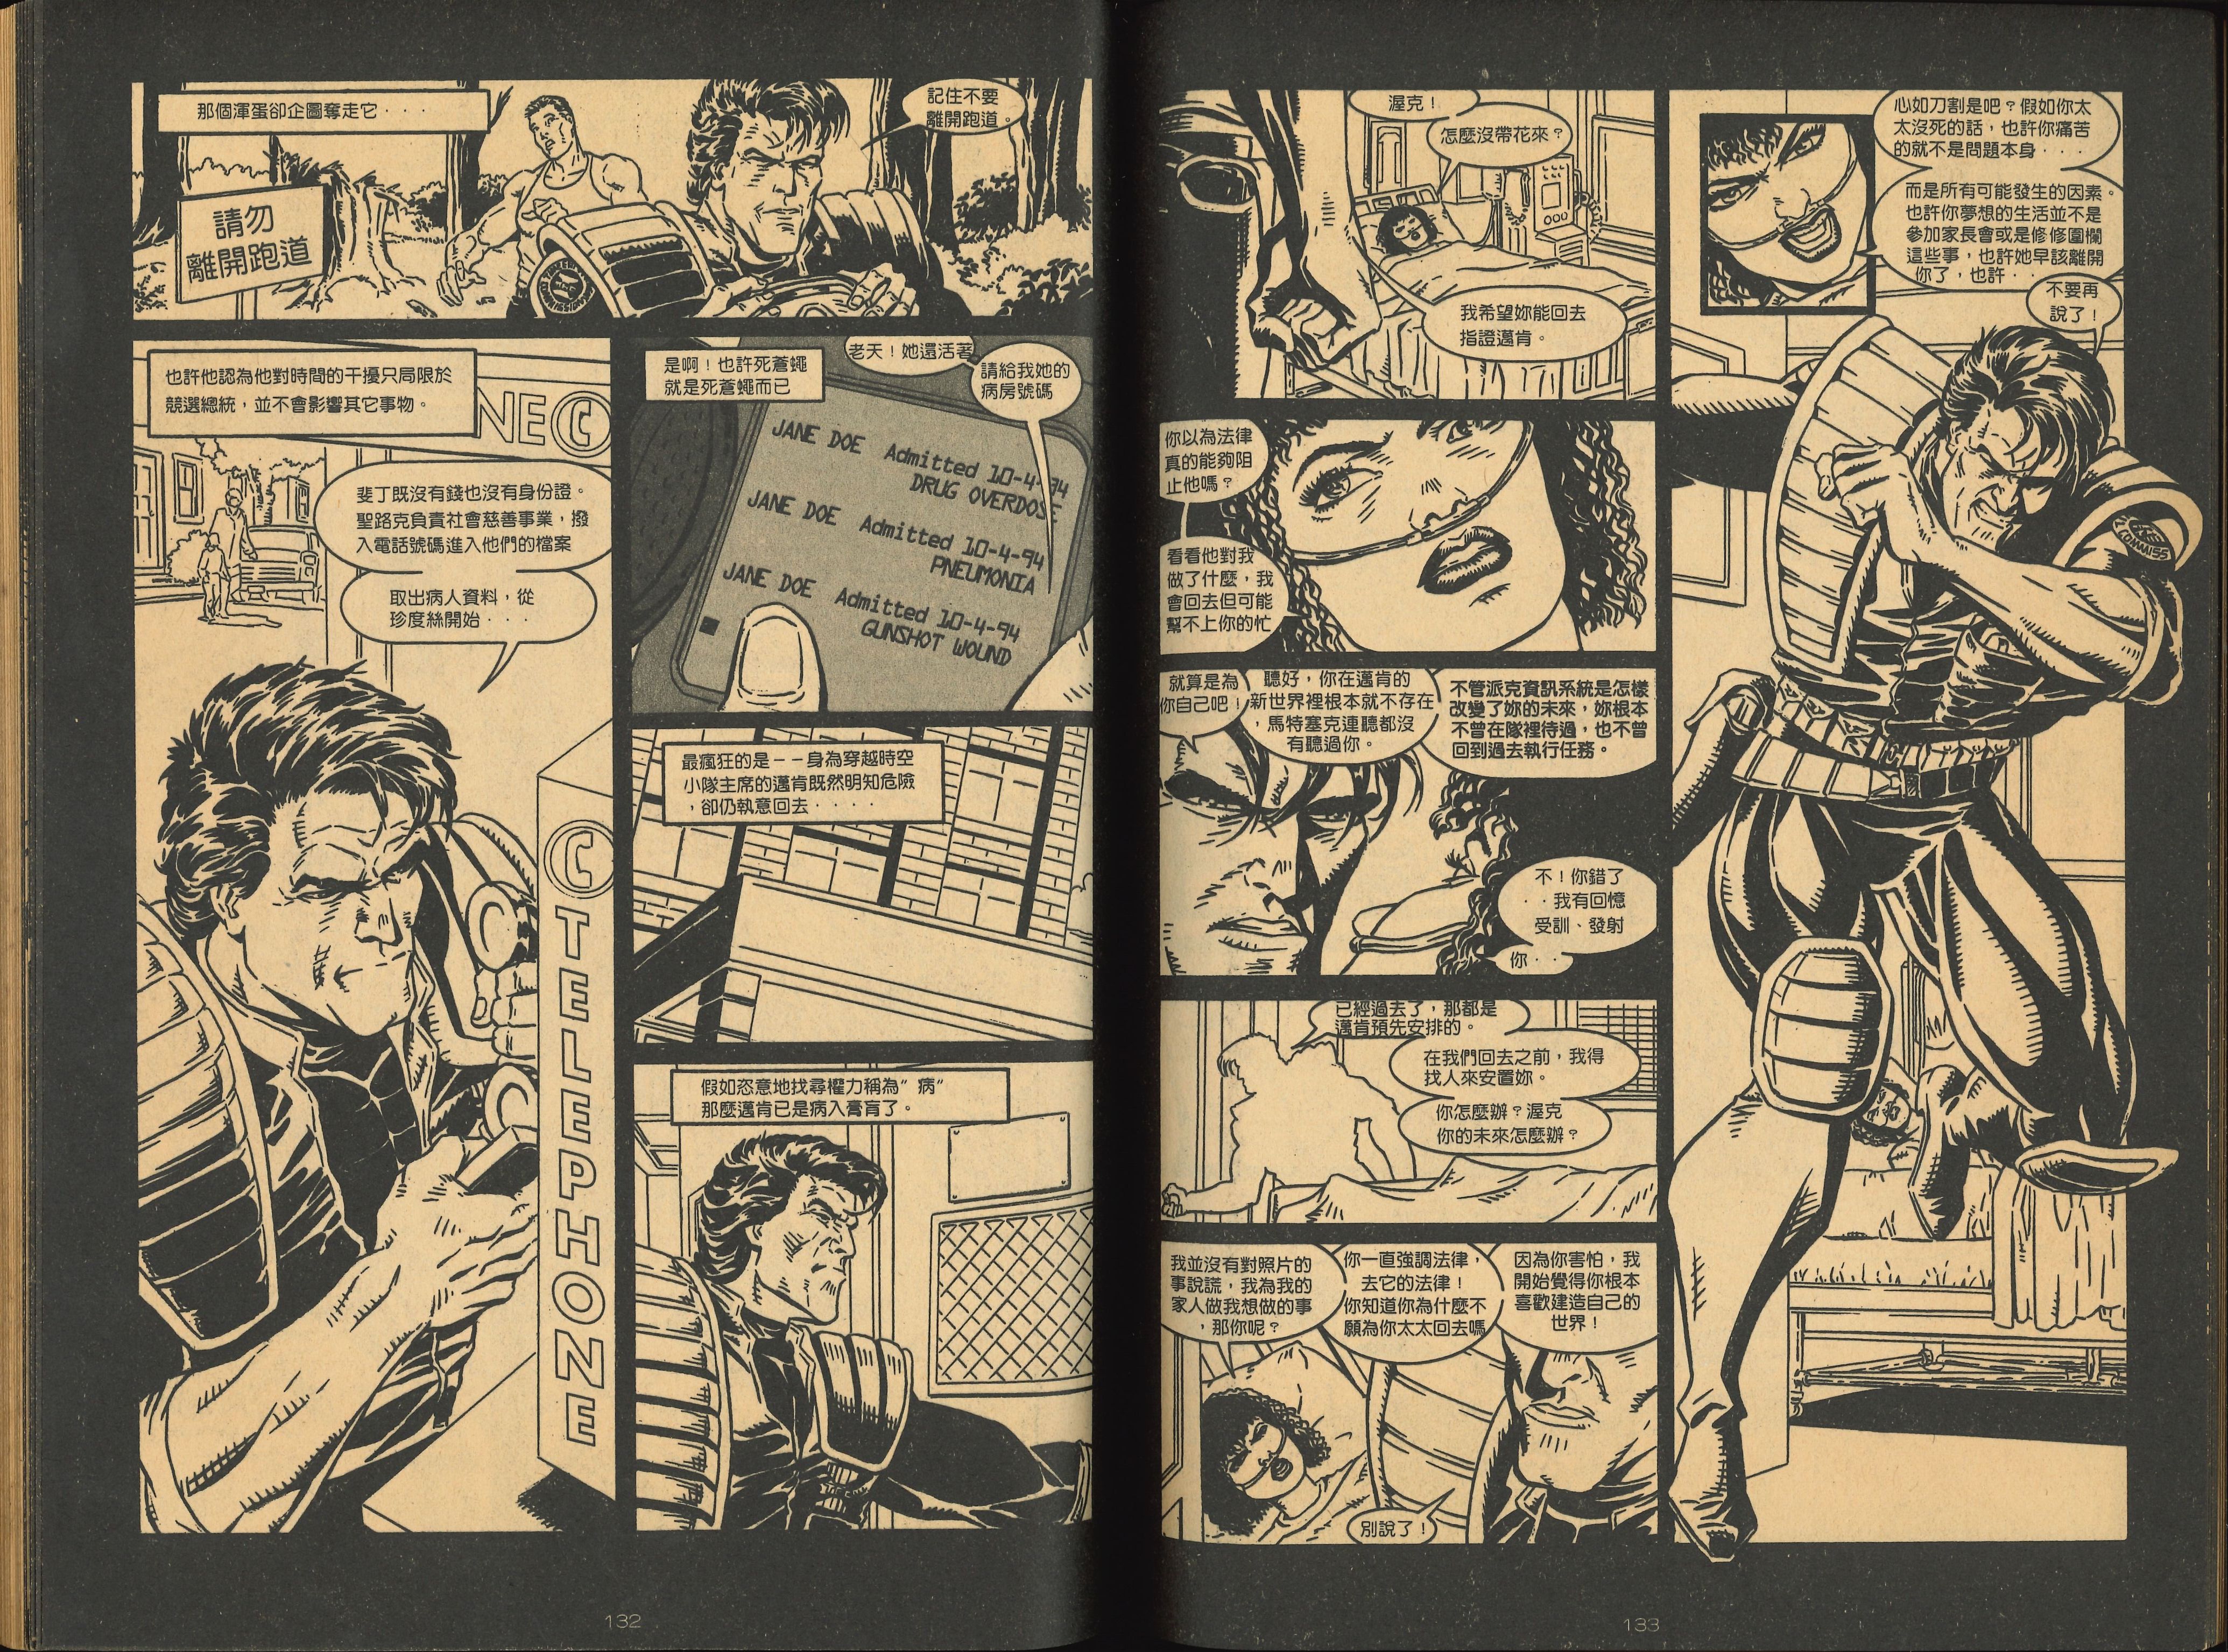 那個渾蛋卻企圖奪走它····
記住不要
離開跑道。
請勿
離開跑道
也許他認為他對時間的干擾只局限於
競選總統，並不會影響其它事物。
NE C
斐丁既沒有錢也沒有身份證。
聖路克負責社會慈善事業，撥
入電話號碼進入他們的檔案
取出病人資料，從
珍度絲開始···
C TELEPHONE
是啊！也許死蒼蠅
就是死蒼蠅而已
老天！她還活著
請給我她的
病房號碼
JANE DOE Admitted 10-4-94
DRUG OVERDOSE
JANE DOE Admitted 10-4-94
PNEUMONIA
JANE DOE Admitted 10-4-94
GUNSHOT WOUND
最瘋狂的是－－身為穿越時空
小隊主席的邁肯既然明知危險
，卻仍執意回去····
假如恣意地找尋權力稱為"病"
那麼邁肯已是病入膏肓了。
132
渥克！
怎麼沒帶花來？
我希望妳能回去
指證邁肯。
你以為法律
真的能夠阻
止他嗎？
看看他對我
做了什麼，我
會回去但可能
幫不上你的忙
就算是為
你自己吧！
聽好，你在邁肯的
新世界裡根本就不存在
，馬特塞克連聽都沒
有聽過你。
不管派克資訊系統是怎樣
改變了妳的未來，妳根本
不曾在隊裡待過，也不曾
回到過去執行任務。
不！你錯了
··我有回憶
受訓、發射
你··
已經過去了，那都是
邁肯預先安排的。
在我們回去之前，我得
找人來安置妳。
你怎麼辦？渥克
你的未來怎麼辦？
我並沒有對照片的
事說謊，我為我的
家人做我想做的事
，那你呢？
你一直強調法律，
去它的法律！
你知道你為什麼不
願為你太太回去嗎
因為你害怕，我
開始覺得你根本
喜歡建造自己的
世界！
別說了！
心如刀割是吧？假如你太
太沒死的話，也許你痛苦
的就不是問題本身···
而是所有可能發生的因素。
也許你夢想的生活並不是
參加家長會或是修修圍欄
這些事，也許她早該離開
你了，也許··
不要再
說了！
COMMISS
133